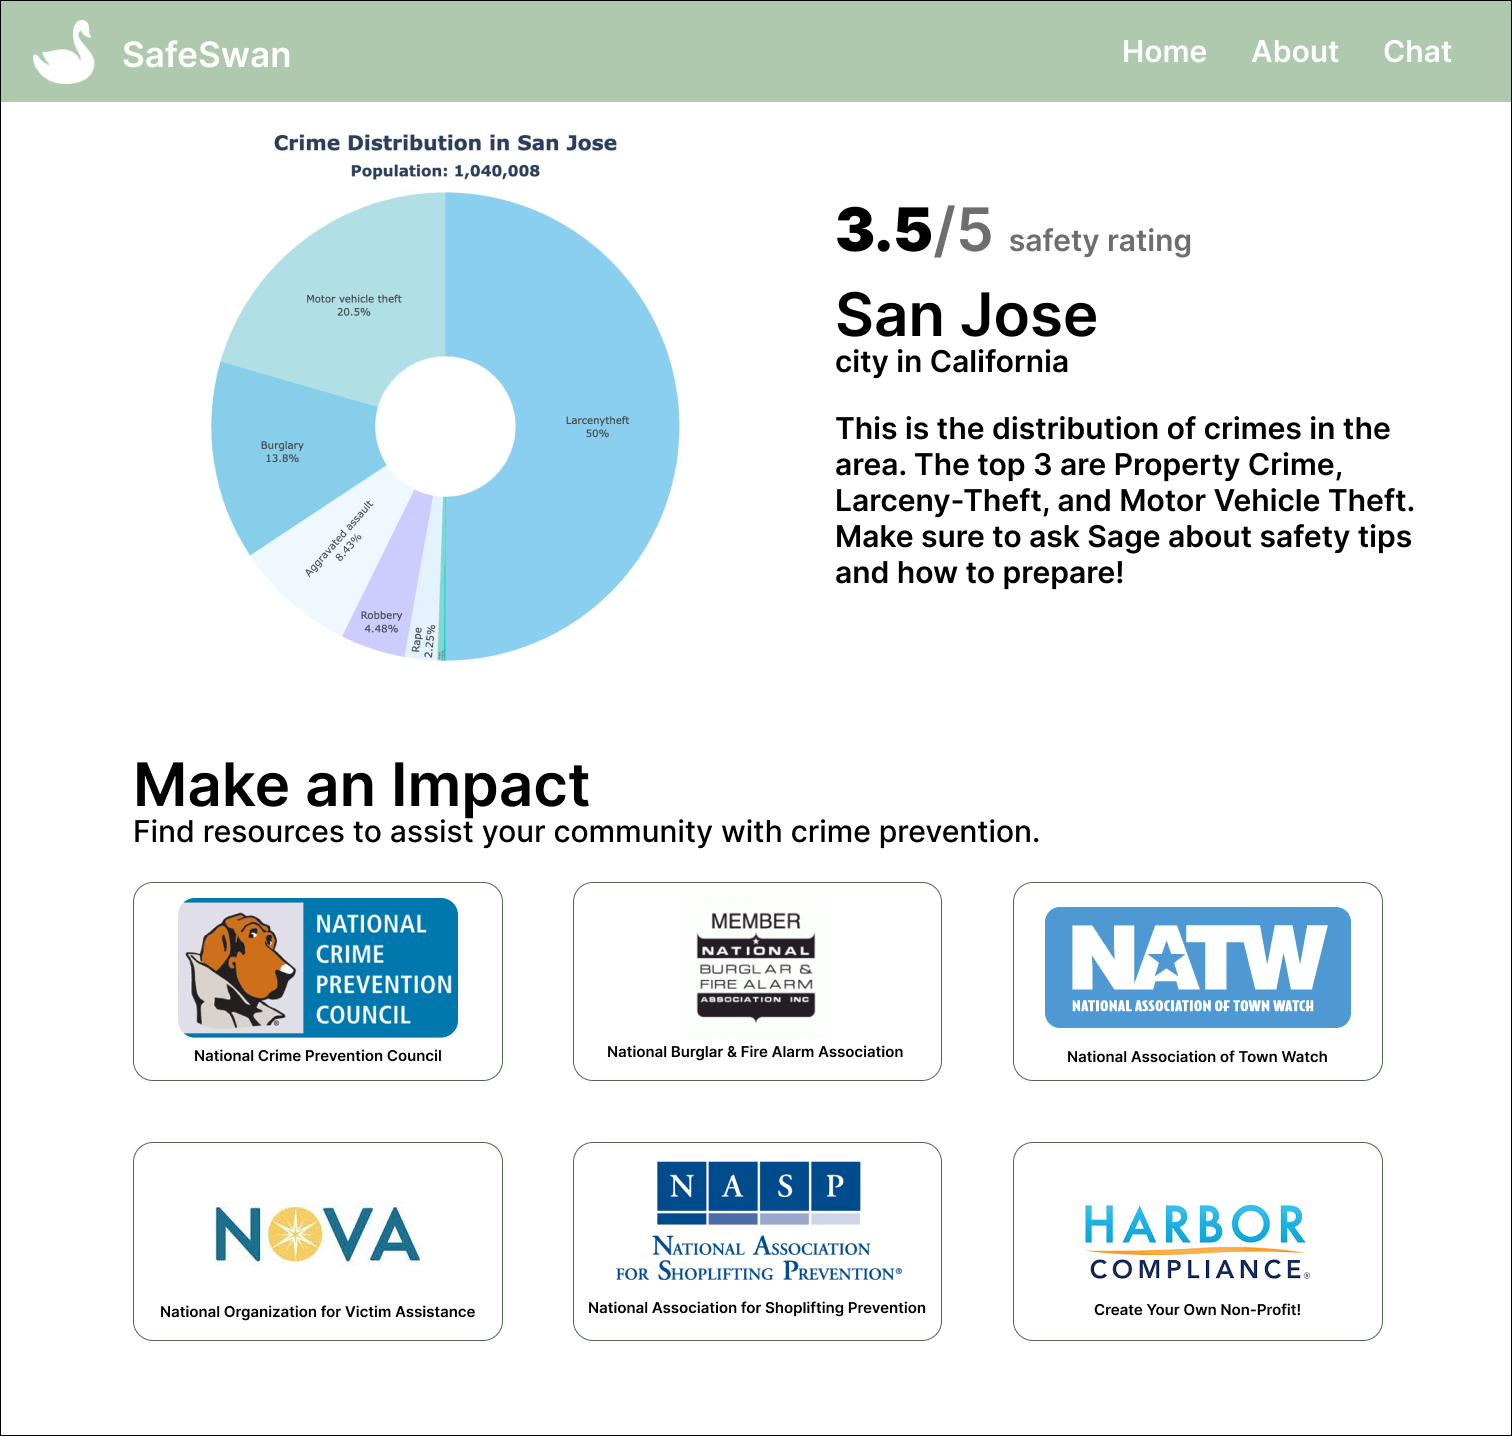 SafeSwan
Home About Chat
Crime Distribution in San Jose
Population: 1,040,008
Motor vehicle theft
20.5%
Larcenytheft
50%
Burglary
13.8%
Aggravated assault
8.43%
Robbery
4.48%
Rape
2.25%
3.5/5 safety rating
San Jose
city in California
This is the distribution of crimes in the
area. The top 3 are Property Crime,
Larceny-Theft, and Motor Vehicle Theft.
Make sure to ask Sage about safety tips
and how to prepare!
Make an Impact
Find resources to assist your community with crime prevention.
NATIONAL
CRIME
PREVENTION
COUNCIL
National Crime Prevention Council
MEMBER
NATIONAL
BURGLAR &
FIRE ALARM
ASSOCIATION INC
National Burglar & Fire Alarm Association
NATW
NATIONAL ASSOCIATION OF TOWN WATCH
National Association of Town Watch
NOVA
National Organization for Victim Assistance
NASP
NATIONAL ASSOCIATION
FOR SHOPLIFTING PREVENTION®
National Association for Shoplifting Prevention
HARBOR
COMPLIANCE®
Create Your Own Non-Profit!